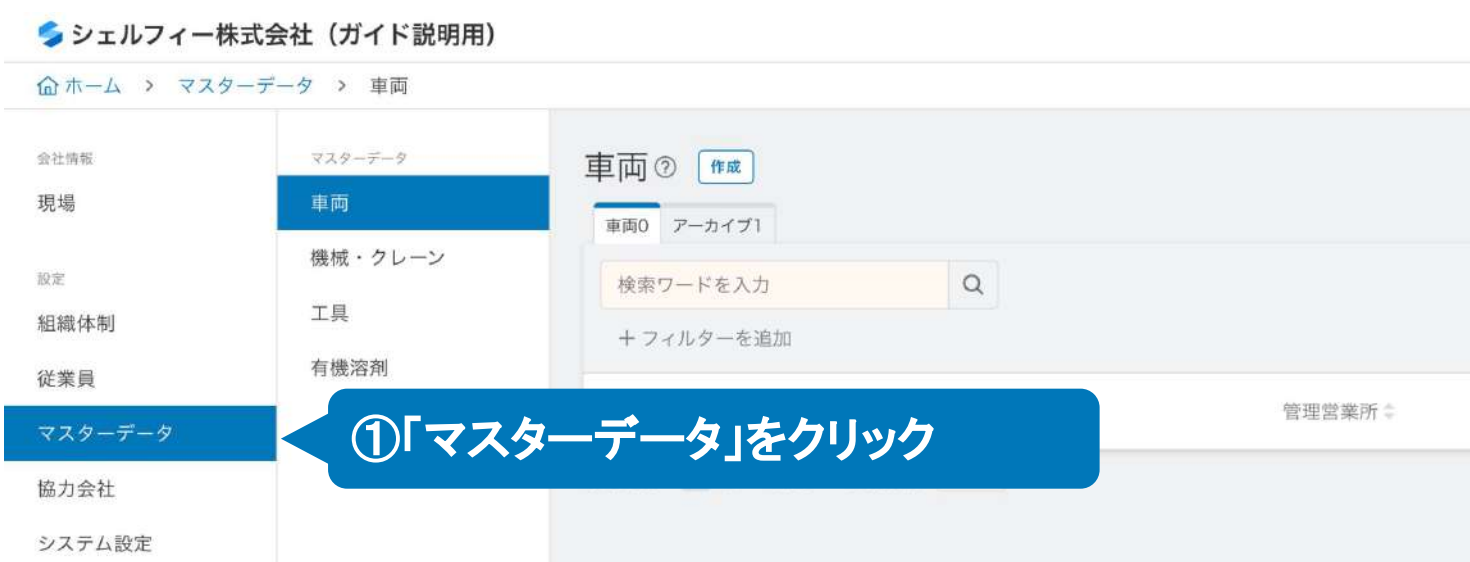 シェルフィー株式会社（ガイド説明用）
ホーム > マスターデータ > 車両
会社情報
現場
設定
組織体制
従業員
マスターデータ
協力会社
システム設定
マスターデータ
車両
機械・クレーン
工具
有機溶剤
車両 ? 作成
車両0 アーカイブ1
検索ワードを入力
＋フィルターを追加
管理営業所
①「マスターデータ」をクリック